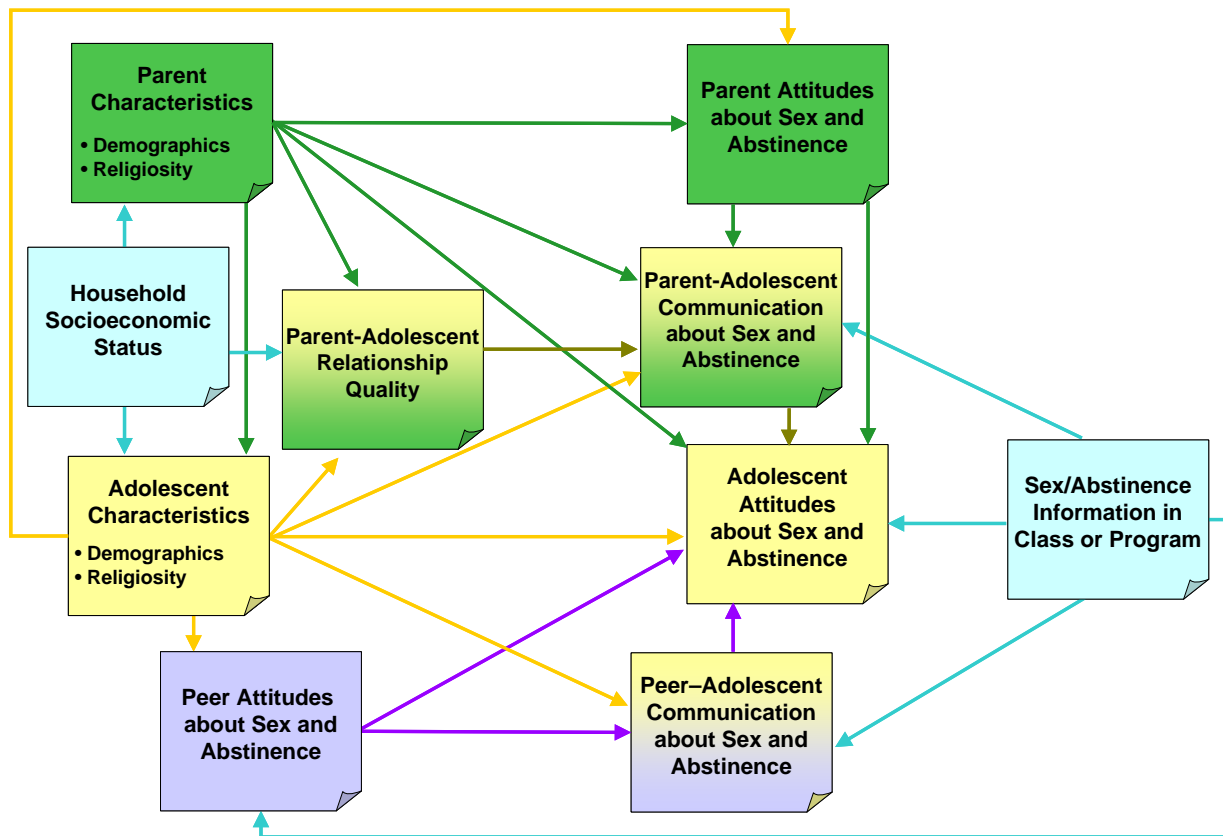 Parent
Characteristics
• Demographics
• Religiosity
Parent Attitudes
about Sex and
Abstinence
Household
Socioeconomic
Status
Parent-Adolescent
Relationship
Quality
Parent-Adolescent
Communication
about Sex and
Abstinence
Adolescent
Characteristics
• Demographics
• Religiosity
Adolescent
Attitudes
about Sex and
Abstinence
Sex/Abstinence
Information in
Class or Program
Peer Attitudes
about Sex and
Abstinence
Peer–Adolescent
Communication
about Sex and
Abstinence